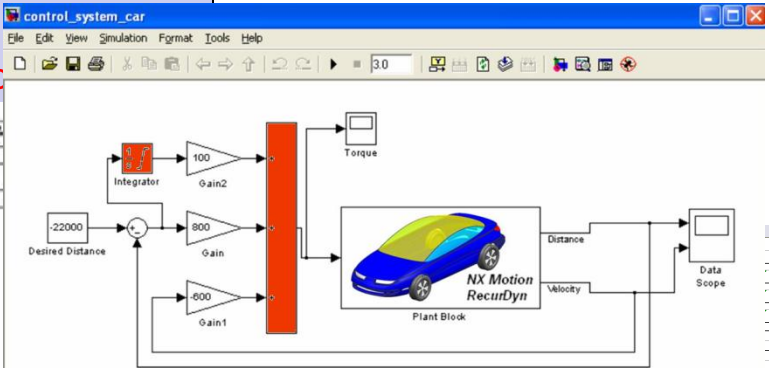 control_system_car
File Edit View Simulation Format Tools Help
3.0
Torque
100
Integrator
Gain2
-22000
800
Desired Distance
Gain
Distance
NX Motion
RecurDyn
Velocity
Data
Scope
-600
Gain1
Plant Block